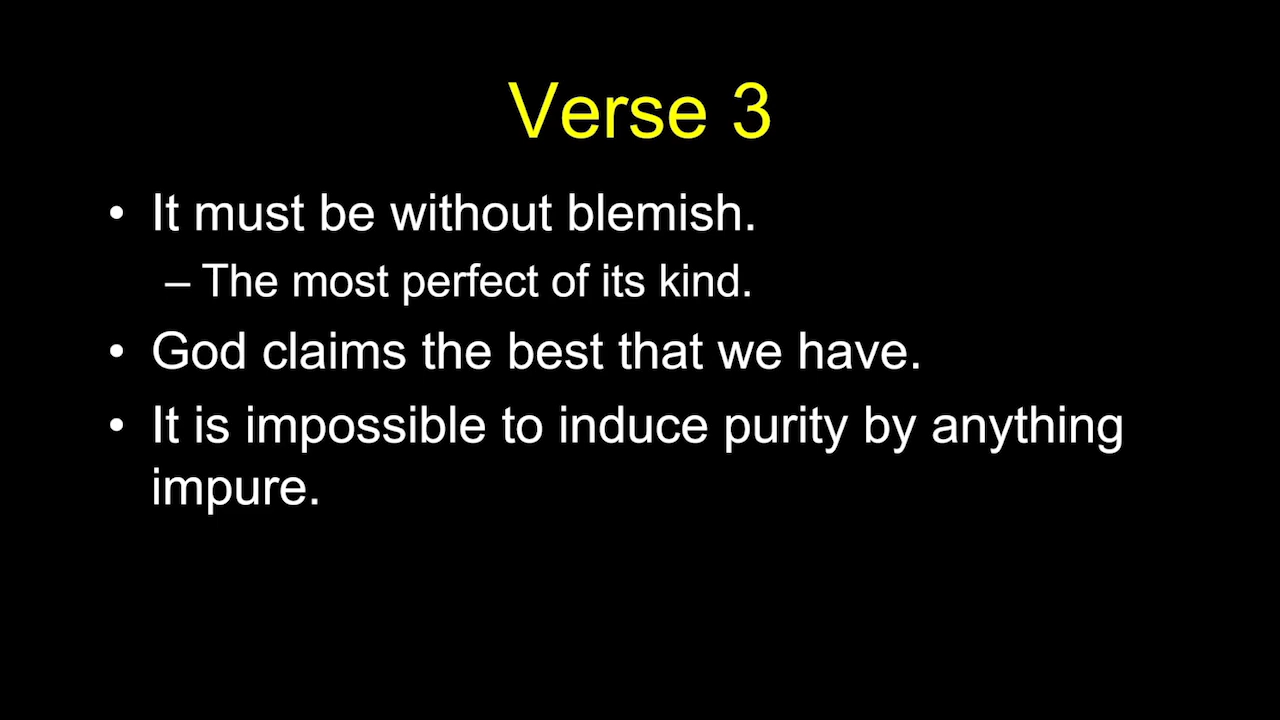 Verse 3
• It must be without blemish.
– The most perfect of its kind.
• God claims the best that we have.
• It is impossible to induce purity by anything
impure.